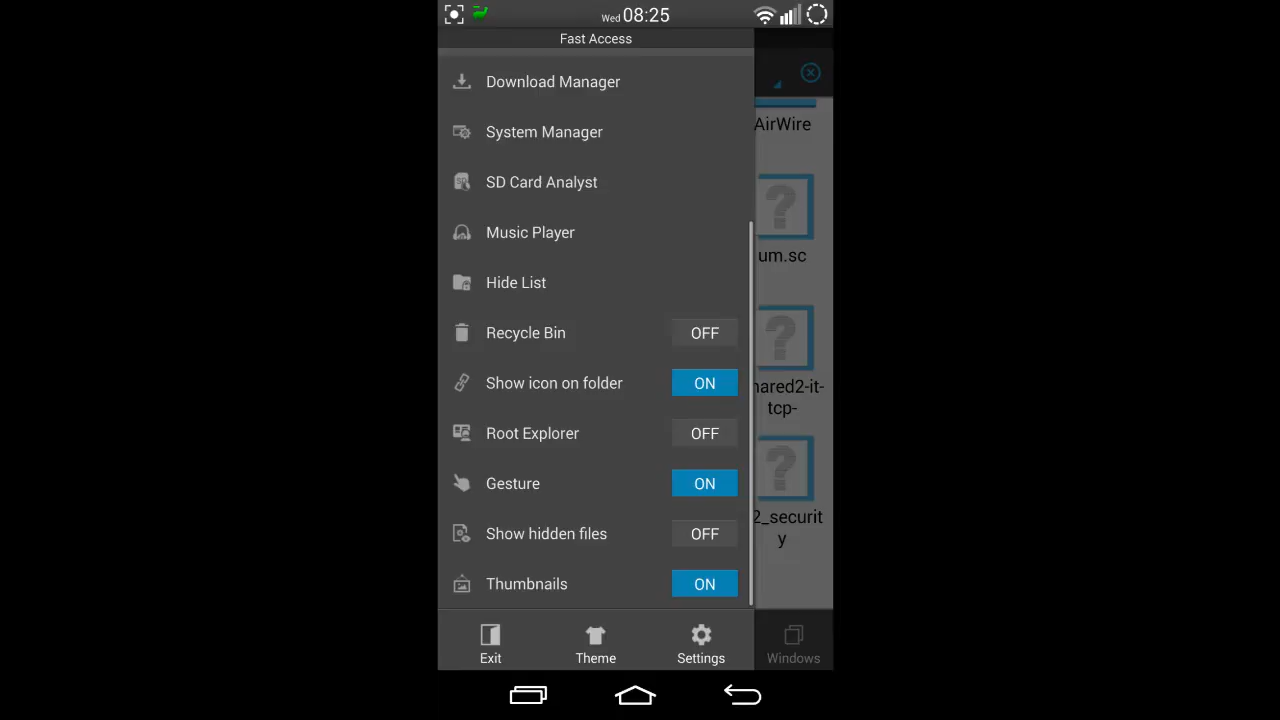 Wed 08:25
Fast Access
Download Manager
System Manager
SD Card Analyst
Music Player
Hide List
Recycle Bin OFF
Show icon on folder ON
Root Explorer OFF
Gesture ON
Show hidden files OFF
Thumbnails ON
Exit Theme Settings Windows
AirWire
um.sc
hared2-it-
tcp-
2_securit
y